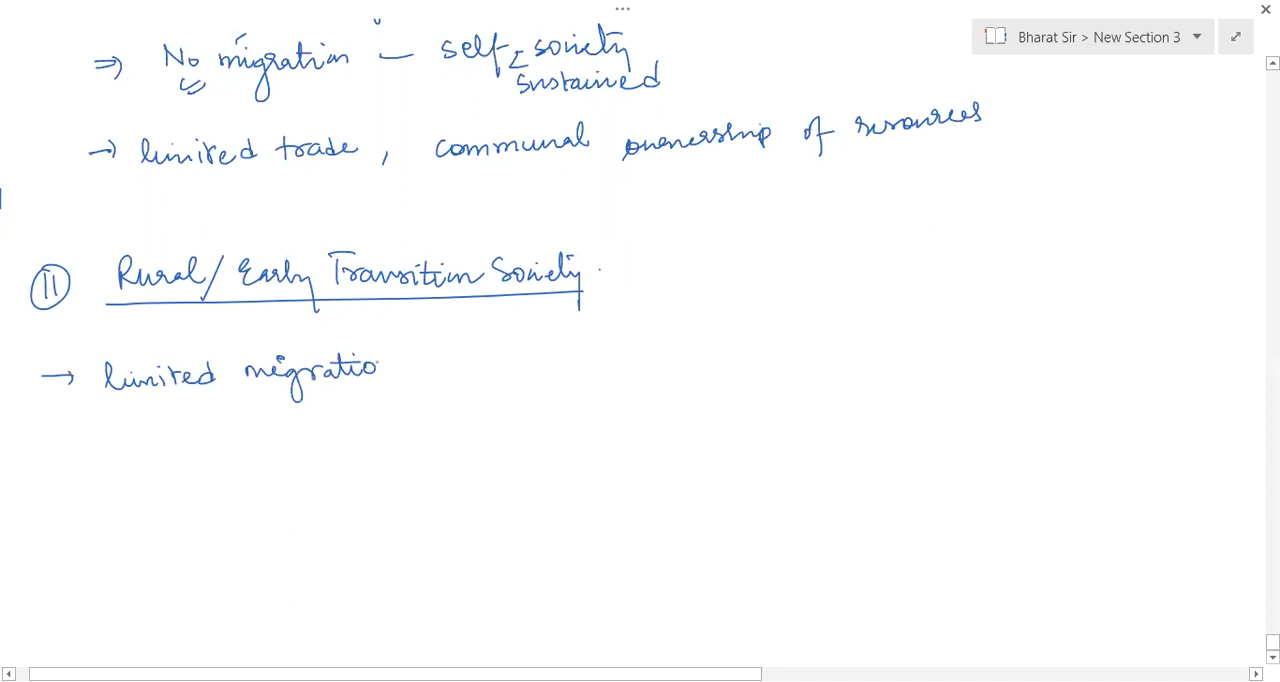 ...
Bharat Sir > New Section 3
⇒ No migration – self society
sustained
→ limited trade, communal ownership of resources
II Rural/Early Transition Society
→ limited migratio